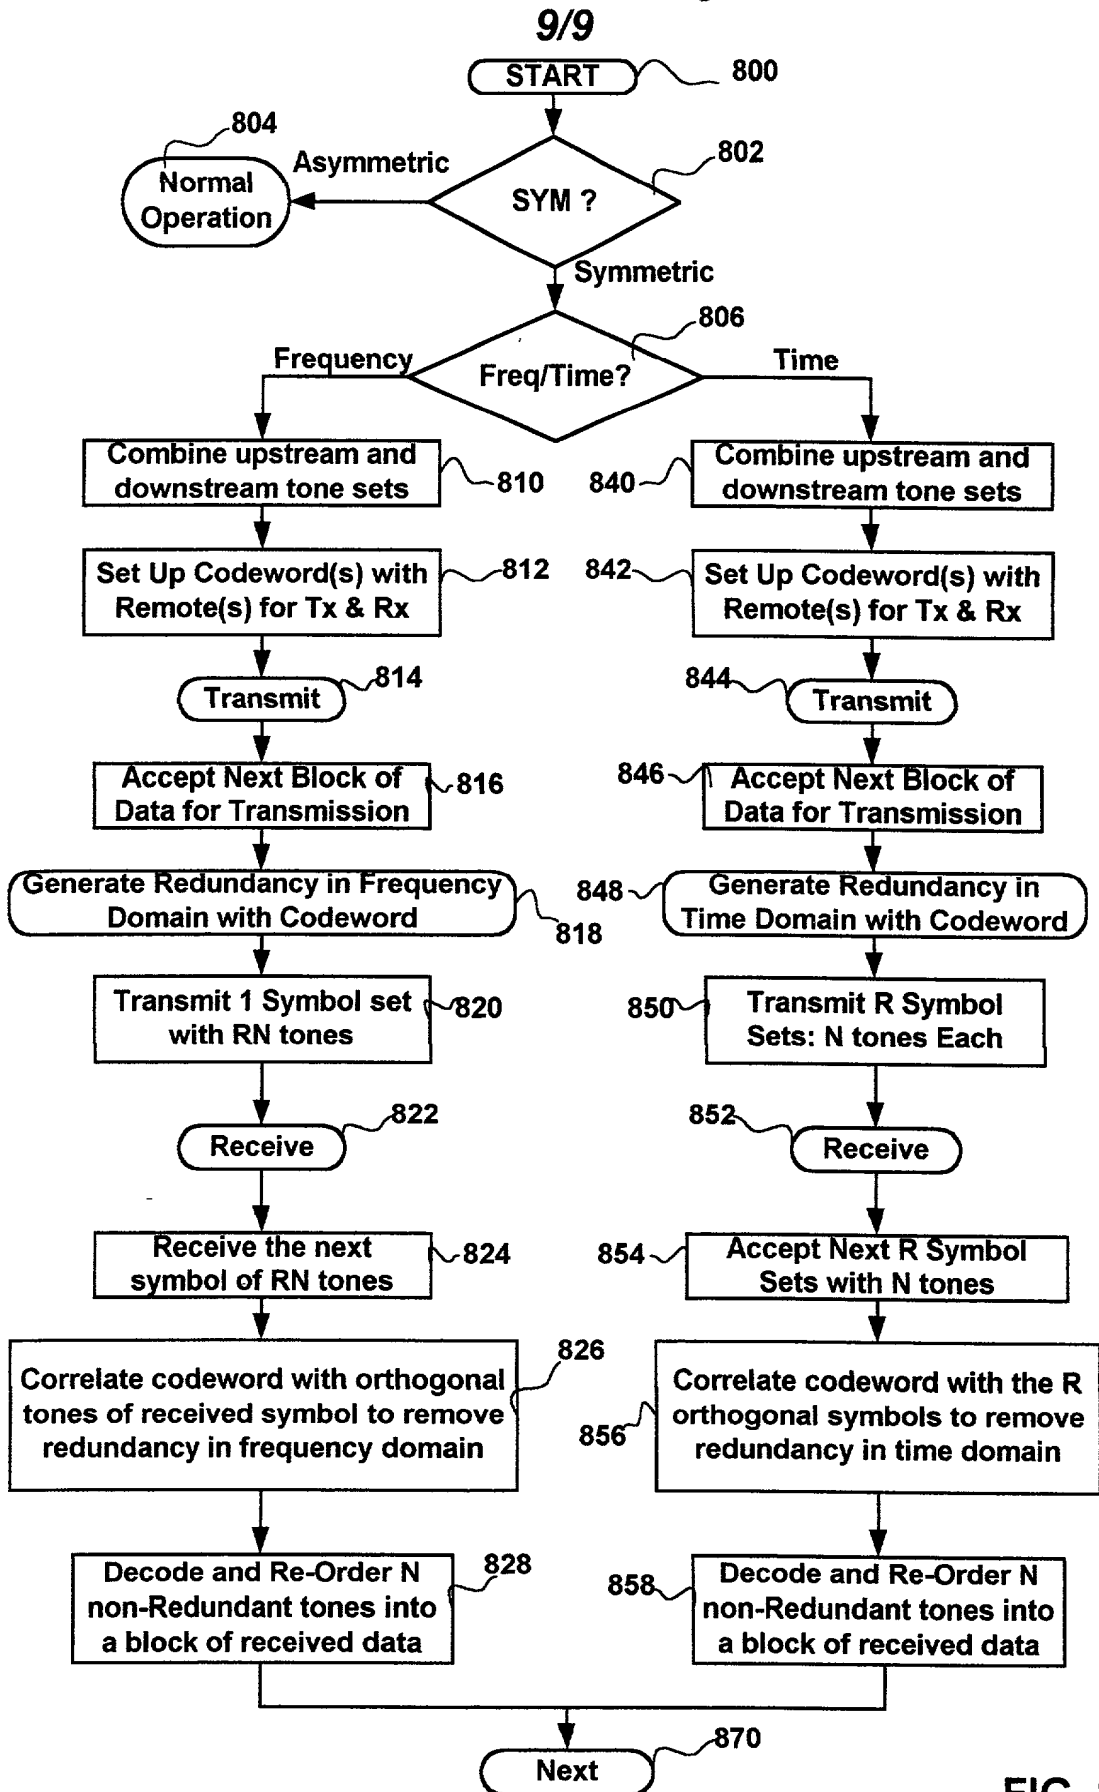 9/9
START
800
804
802
Asymmetric
Normal
Operation
SYM ?
Symmetric
806
Frequency
Freq/Time?
Time
Combine upstream and
downstream tone sets
810
840
Combine upstream and
downstream tone sets
Set Up Codeword(s) with
Remote(s) for Tx & Rx
812
842
Set Up Codeword(s) with
Remote(s) for Tx & Rx
Transmit
814
844
Transmit
Accept Next Block of
Data for Transmission
816
846
Accept Next Block of
Data for Transmission
Generate Redundancy in Frequency
Domain with Codeword
818
848
Generate Redundancy in
Time Domain with Codeword
Transmit 1 Symbol set
with RN tones
820
850
Transmit R Symbol
Sets: N tones Each
Receive
822
852
Receive
Receive the next
symbol of RN tones
824
854
Accept Next R Symbol
Sets with N tones
Correlate codeword with orthogonal
tones of received symbol to remove
redundancy in frequency domain
826
856
Correlate codeword with the R
orthogonal symbols to remove
redundancy in time domain
Decode and Re-Order N
non-Redundant tones into
a block of received data
828
858
Decode and Re-Order N
non-Redundant tones into
a block of received data
870
Next
FIG.